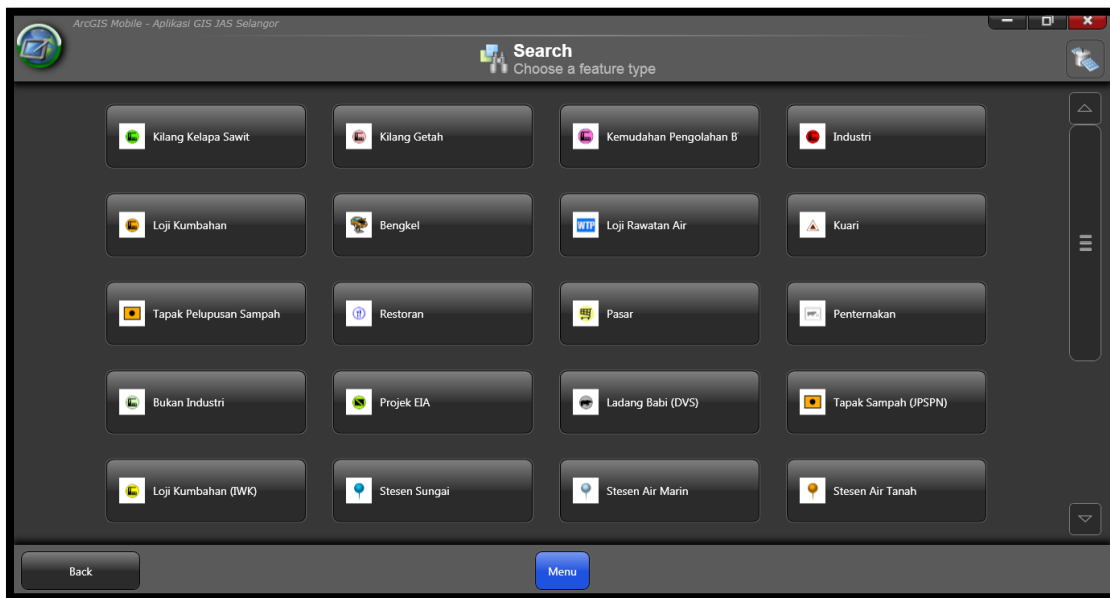 ArcGIS Mobile - Aplikasi GIS JAS Selangor
Search
Choose a feature type
Kilang Kelapa Sawit
Kilang Getah
Kemudahan Pengolahan B
Industri
Loji Kumbahan
Bengkel
WTP
Loji Rawatan Air
Kuari
Tapak Pelupusan Sampah
Restoran
Pasar
Penternakan
Bukan Industri
Projek EIA
Ladang Babi (DVS)
Tapak Sampah (JPSPN)
Loji Kumbahan (IWK)
Stesen Sungai
Stesen Air Marin
Stesen Air Tanah
Back
Menu